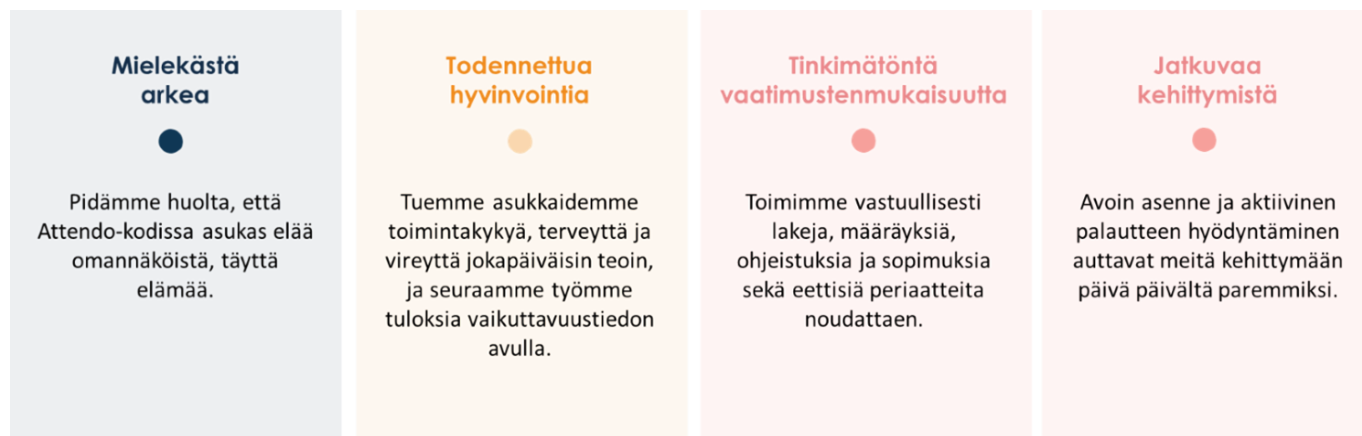 Mielekästä
arkea
Pidämme huolta, että
Attendo-kodissa asukas elää
omannäköistä, täyttä
elämää.
Todennettua
hyvinvointia
Tuemme asukkaidemme
toimintakykyä, terveyttä ja
vireyttä jokapäiväisin teoin,
ja seuraamme työmme
tuloksia vaikuttavuustiedon
avulla.
Tinkimätöntä
vaatimustenmukaisuutta
Toimimme vastuullisesti
lakeja, määräyksiä,
ohjeistuksia ja sopimuksia
sekä eettisiä periaatteita
noudattaen.
Jatkuvaa
kehittymistä
Avoin asenne ja aktiivinen
palautteen hyödyntäminen
auttavat meitä kehittymään
päivä päivältä paremmiksi.